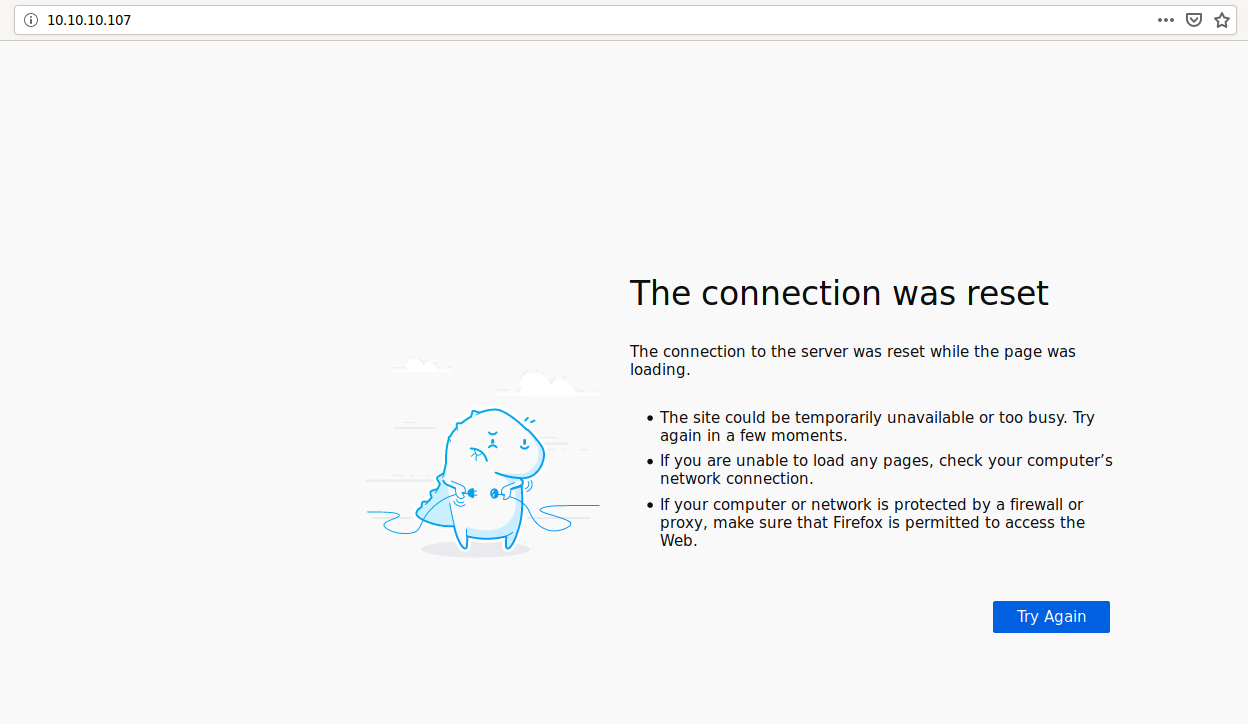 10.10.10.107
The connection was reset
The connection to the server was reset while the page was
loading.
• The site could be temporarily unavailable or too busy. Try
again in a few moments.
• If you are unable to load any pages, check your computer’s
network connection.
• If your computer or network is protected by a firewall or
proxy, make sure that Firefox is permitted to access the
Web.
Try Again